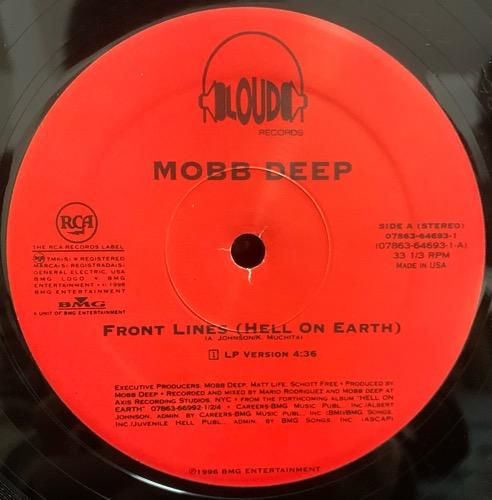 LOUD
RECORDS
MOBB DEEP
RCA
THE RCA RECORDS LABEL
TMK(S) ® REGISTERED
MARCA(S) REGISTRADA(S)
GENERAL ELECTRIC, USA
BMG LOGO ® BMG
ENTERTAINMENT • © 1996
BMG ENTERTAINMENT
BMG
A UNIT OF BMG ENTERTAINMENT
SIDE A (STEREO)
07863-64693-1
(07863-64693-1-A)
33 1/3 RPM
MADE IN USA
FRONT LINES (HELL ON EARTH)
(A. JOHNSON/K. MUCHITA)
1 LP VERSION 4:36
EXECUTIVE PRODUCERS: MOBB DEEP, MATT LIFE, SCHOTT FREE • PRODUCED BY
MOBB DEEP • RECORDED AND MIXED BY MARIO RODRIGUEZ AND MOBB DEEP AT
AXIS RECORDING STUDIOS, NYC • FROM THE FORTHCOMING ALBUM "HELL ON
EARTH" 07863-66992-1/2/4 • CAREERS-BMG MUSIC PUBL., INC./ALBERT
JOHNSON, ADMIN. BY CAREERS-BMG MUSIC PUBL., INC (BMI)/BMG SONGS,
INC./JUVENILE HELL PUBL., ADMIN. BY BMG SONGS, INC (ASCAP)
℗1996 BMG ENTERTAINMENT